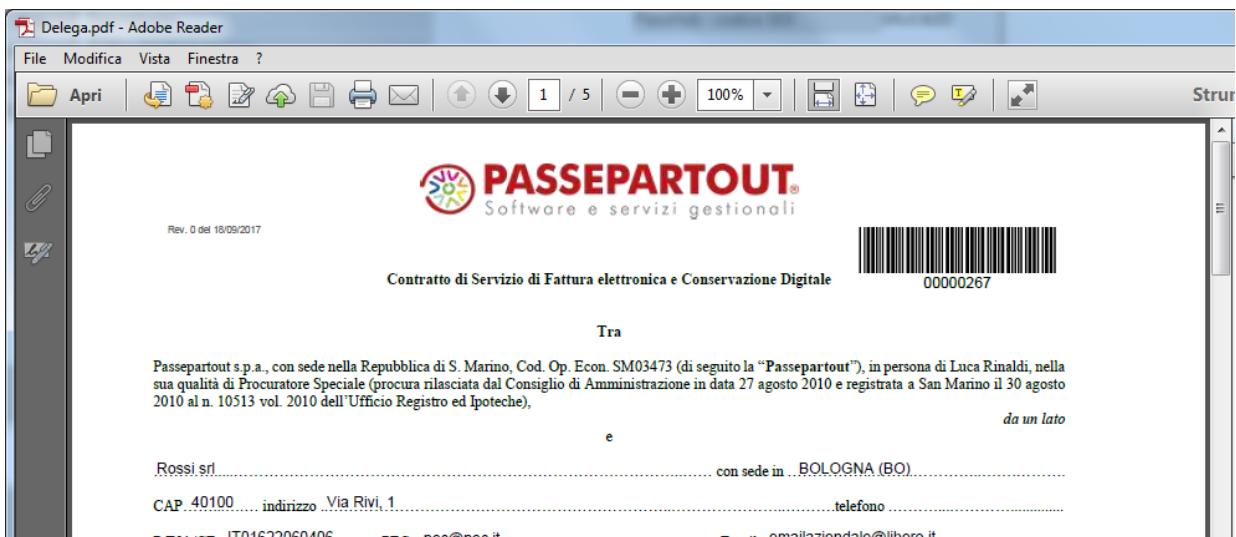 Delega.pdf - Adobe Reader
File Modifica Vista Finestra ?
Apri 1 / 5 100% Strur
PASSEPARTOUT®
Software e servizi gestionali
Rev. 0 del 18/09/2017
Contratto di Servizio di Fattura elettronica e Conservazione Digitale
00000267
Tra
Passepartout s.p.a., con sede nella Repubblica di S. Marino, Cod. Op. Econ. SM03473 (di seguito la “Passepartout”), in persona di Luca Rinaldi, nella
sua qualità di Procuratore Speciale (procura rilasciata dal Consiglio di Amministrazione in data 27 agosto 2010 e registrata a San Marino il 30 agosto
2010 al n. 10513 vol. 2010 dell’Ufficio Registro ed Ipoteche),
da un lato
e
Rossi srl con sede in BOLOGNA (BO)
CAP 40100 indirizzo Via Rivi, 1 telefono
emailaziendale@libero.it